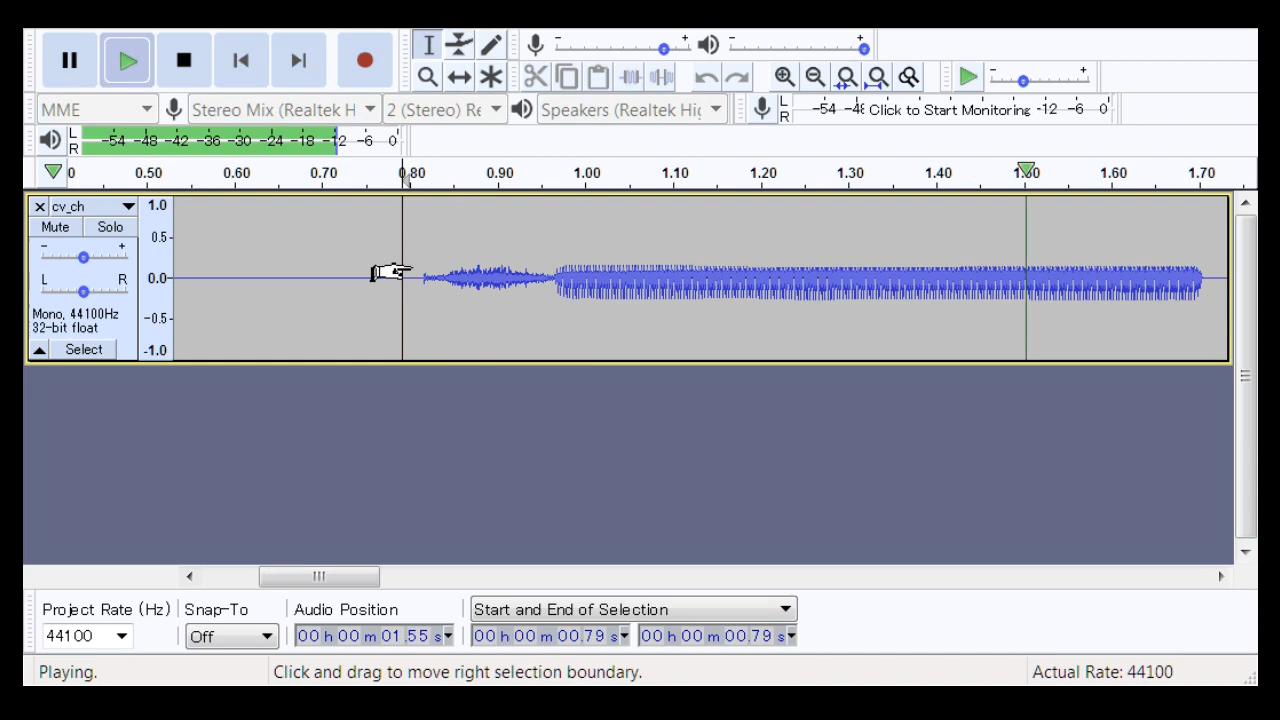 MME Stereo Mix (Realtek H 2 (Stereo) Re Speakers (Realtek Hig L R -54 -48 Click to Start Monitoring -12 -6 0
L R -54 -48 -42 -36 -30 -24 -18 -12 -6 0
0 0.50 0.60 0.70 0.80 0.90 1.00 1.10 1.20 1.30 1.40 1.60 1.70
cv_ch
Mute Solo
- +
L R
Mono, 44100Hz
32-bit float
Select
1.0
0.5
0.0
-0.5
-1.0
Project Rate (Hz) Snap-To Audio Position Start and End of Selection
44100 Off 00 h 00 m 01.55 s 00 h 00 m 00.79 s 00 h 00 m 00.79 s
Playing. Click and drag to move right selection boundary. Actual Rate: 44100